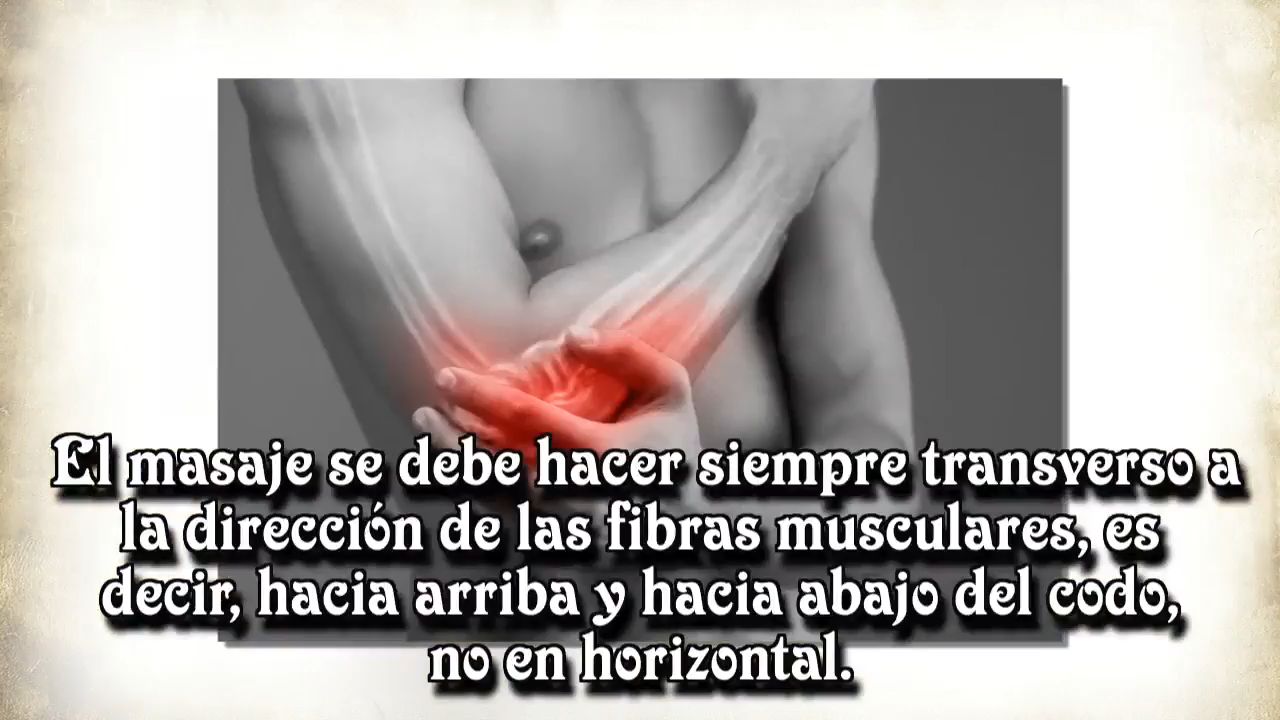 El masaje se debe hacer siempre transverso a
la dirección de las fibras musculares, es
decir, hacia arriba y hacia abajo del codo,
no en horizontal.